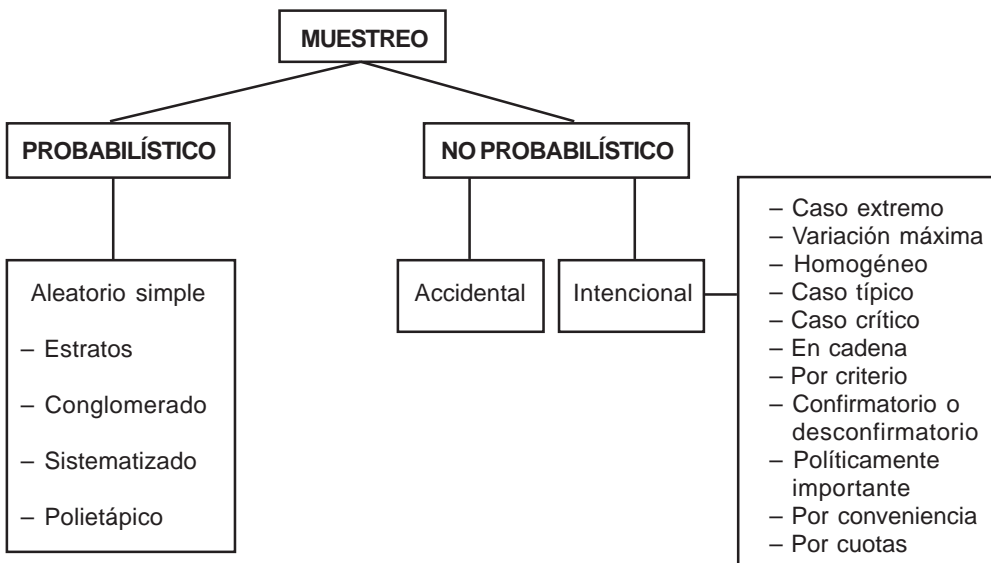 MUESTREO
PROBABILÍSTICO
NO PROBABILÍSTICO
Aleatorio simple
– Estratos
– Conglomerado
– Sistematizado
– Polietápico
Accidental
Intencional
– Caso extremo
– Variación máxima
– Homogéneo
– Caso típico
– Caso crítico
– En cadena
– Por criterio
– Confirmatorio o
desconfirmatorio
– Políticamente
importante
– Por conveniencia
– Por cuotas